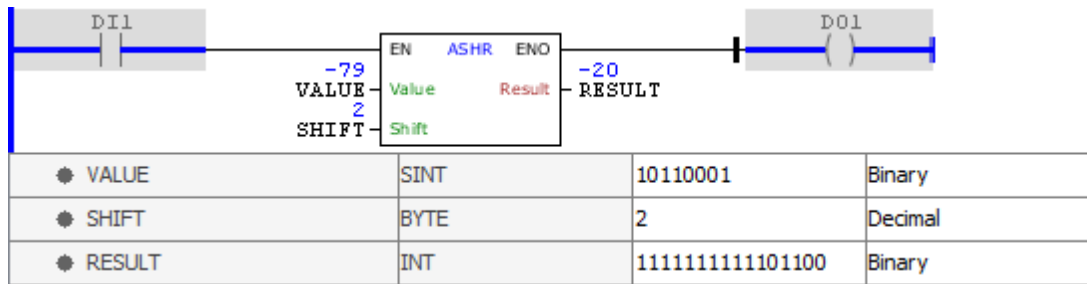 DI1 DO1
EN ASHR ENO
-79 -20
VALUE Value Result RESULT
2
SHIFT Shift
VALUE SINT 10110001 Binary
SHIFT BYTE 2 Decimal
RESULT INT 1111111111101100 Binary